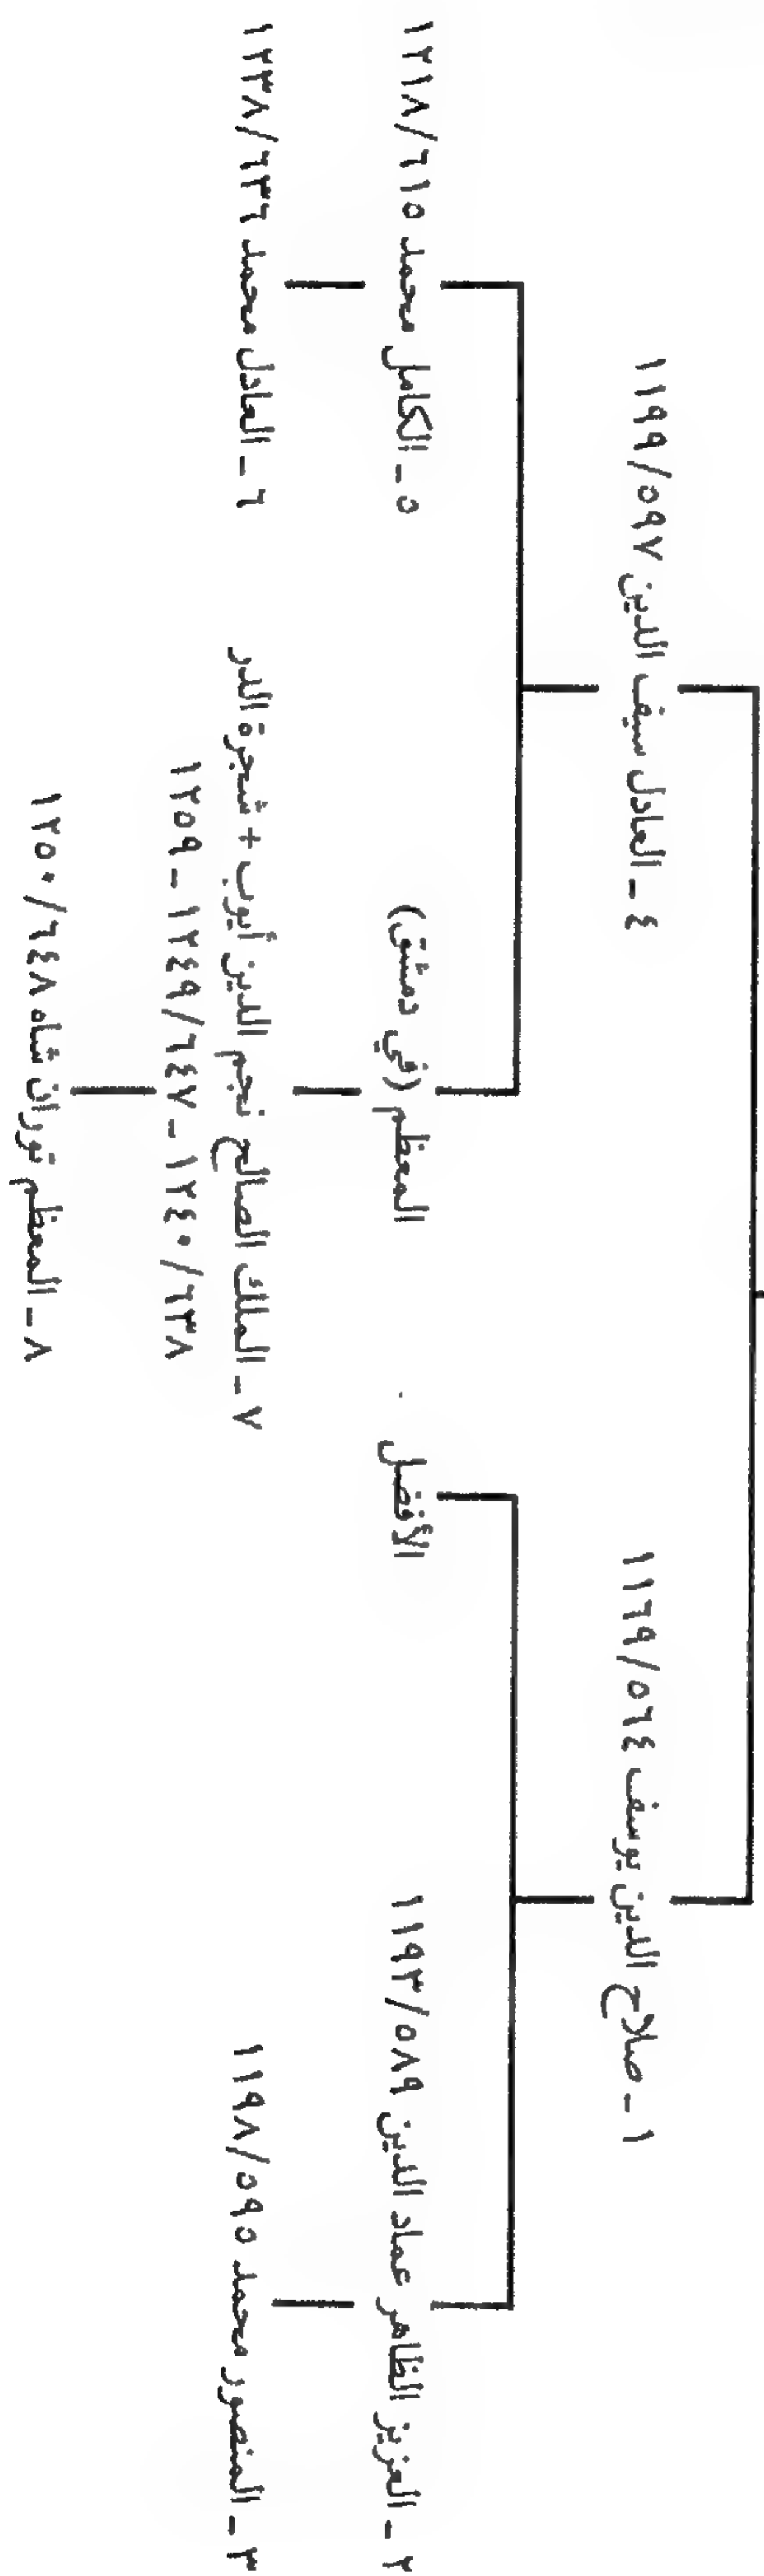 ١ – صلاح الدين يوسف ٥٦٤/١١٦٩
٤ – العادل سيف الدين ٥٩٧/١١٩٩
٢ – العزيز الظاهر عماد الدين ٥٨٩/١١٩٣
الأفضل
المعظم (في دمشق)
٥ – الكامل محمد ٦١٥/١٢١٨
٣ – المنصور محمد ٥٩٥/١١٩٨
٧ – الملك الصالح نجم الدين أيوب + شجرة الدر
٦٣٨/١٢٤٠ – ٦٤٧/١٢٤٩ – ١٢٥٩
٦ – العادل محمد ٦٣٦/١٢٣٨
٨ – المعظم توران شاه ٦٤٨/١٢٥٠